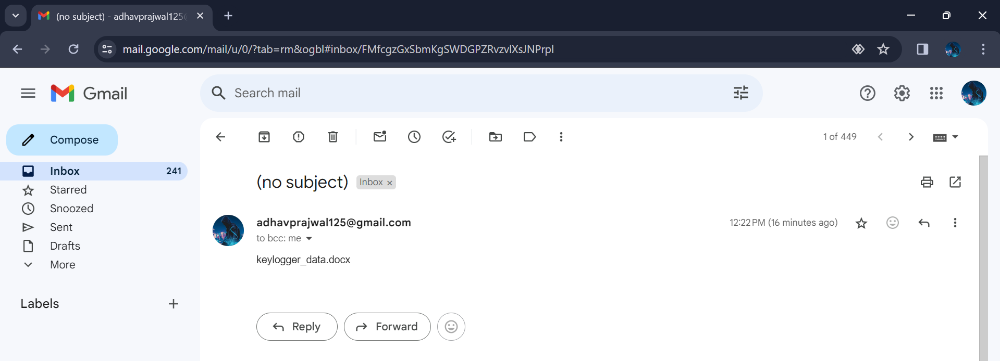 (no subject) - adhavprajwal125
mail.google.com/mail/u/0/?tab=rm&ogbl#inbox/FMfcgzGxSbmKgSWDGPZRvzvlXsJNPrpl
Gmail
Search mail
Compose
1 of 449
Inbox 241
Starred
Snoozed
Sent
Drafts
More
Labels
(no subject) Inbox x
adhavprajwal125@gmail.com 12:22 PM (16 minutes ago)
to bcc: me
keylogger_data.docx
Reply Forward